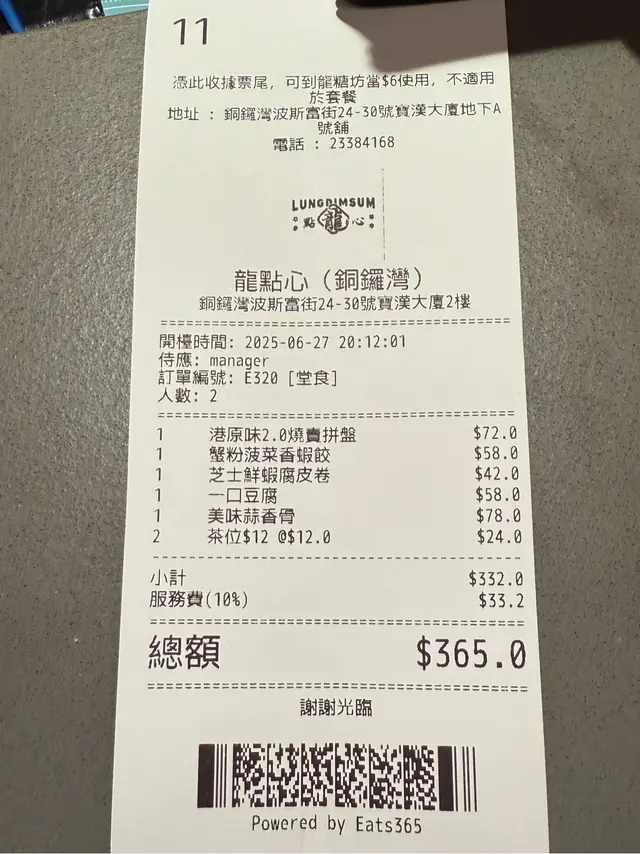 11
憑此收據票尾，可到龍糖坊當$6使用，不適用
於套餐
地址 : 銅鑼灣波斯富街24-30號寶漢大廈地下A
號舖
電話 : 23384168
LUNGDIMSUM
點龍心
龍點心（銅鑼灣）
銅鑼灣波斯富街24-30號寶漢大廈2樓
開檯時間: 2025-06-27 20:12:01
侍應: manager
訂單編號: E320 [堂食]
人數: 2
1 港原味2.0燒賣拼盤 $72.0
1 蟹粉菠菜香蝦餃 $58.0
1 芝士鮮蝦腐皮卷 $42.0
1 一口豆腐 $58.0
1 美味蒜香骨 $78.0
2 茶位$12 @$12.0 $24.0
小計 $332.0
服務費(10%) $33.2
總額 $365.0
謝謝光臨
Powered by Eats365